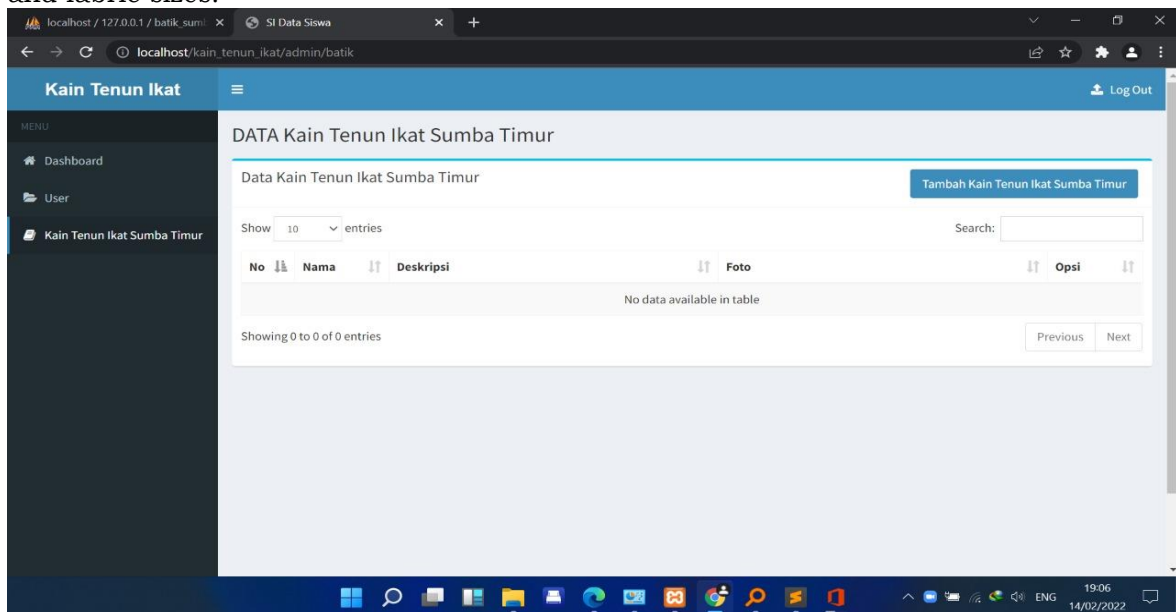 and fabric sizes.
localhost / 127.0.0.1 / batik_sum
SI Data Siswa
localhost/kain_tenun_ikat/admin/batik
Kain Tenun Ikat
Log Out
MENU
DATA Kain Tenun Ikat Sumba Timur
Dashboard
Data Kain Tenun Ikat Sumba Timur
Tambah Kain Tenun Ikat Sumba Timur
User
Kain Tenun Ikat Sumba Timur
Show 10 entries
Search:
No Nama Deskripsi Foto Opsi
No data available in table
Showing 0 to 0 of 0 entries
Previous Next
ENG
19:06
14/02/2022